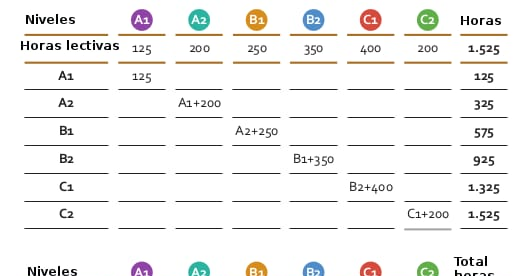 Niveles A1 A2 B1 B2 C1 C2 Horas
Horas lectivas 125 200 250 350 400 200 1.525
A1 125 125
A2 A1+200 325
B1 A2+250 575
B2 B1+350 925
C1 B2+400 1.325
C2 C1+200 1.525
Niveles A1 A2 B1 B2 C1 C2 Total
horas